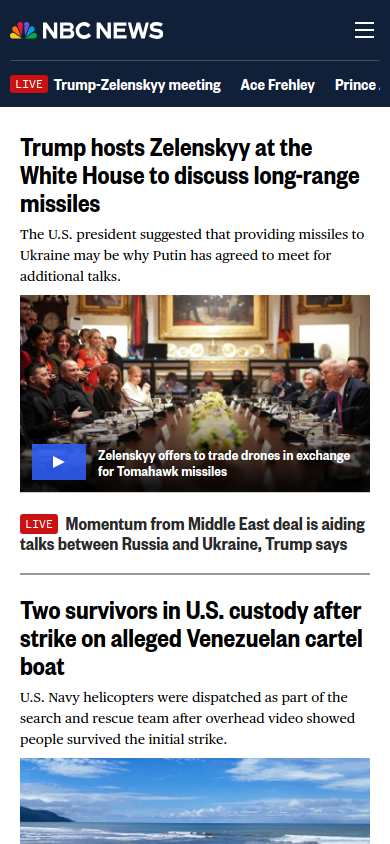 NBC NEWS
LIVE Trump-Zelenskyy meeting Ace Frehley Prince
Trump hosts Zelenskyy at the
White House to discuss long-range
missiles
The U.S. president suggested that providing missiles to
Ukraine may be why Putin has agreed to meet for
additional talks.
Zelenskyy offers to trade drones in exchange
for Tomahawk missiles
LIVE Momentum from Middle East deal is aiding
talks between Russia and Ukraine, Trump says
Two survivors in U.S. custody after
strike on alleged Venezuelan cartel
boat
U.S. Navy helicopters were dispatched as part of the
search and rescue team after overhead video showed
people survived the initial strike.